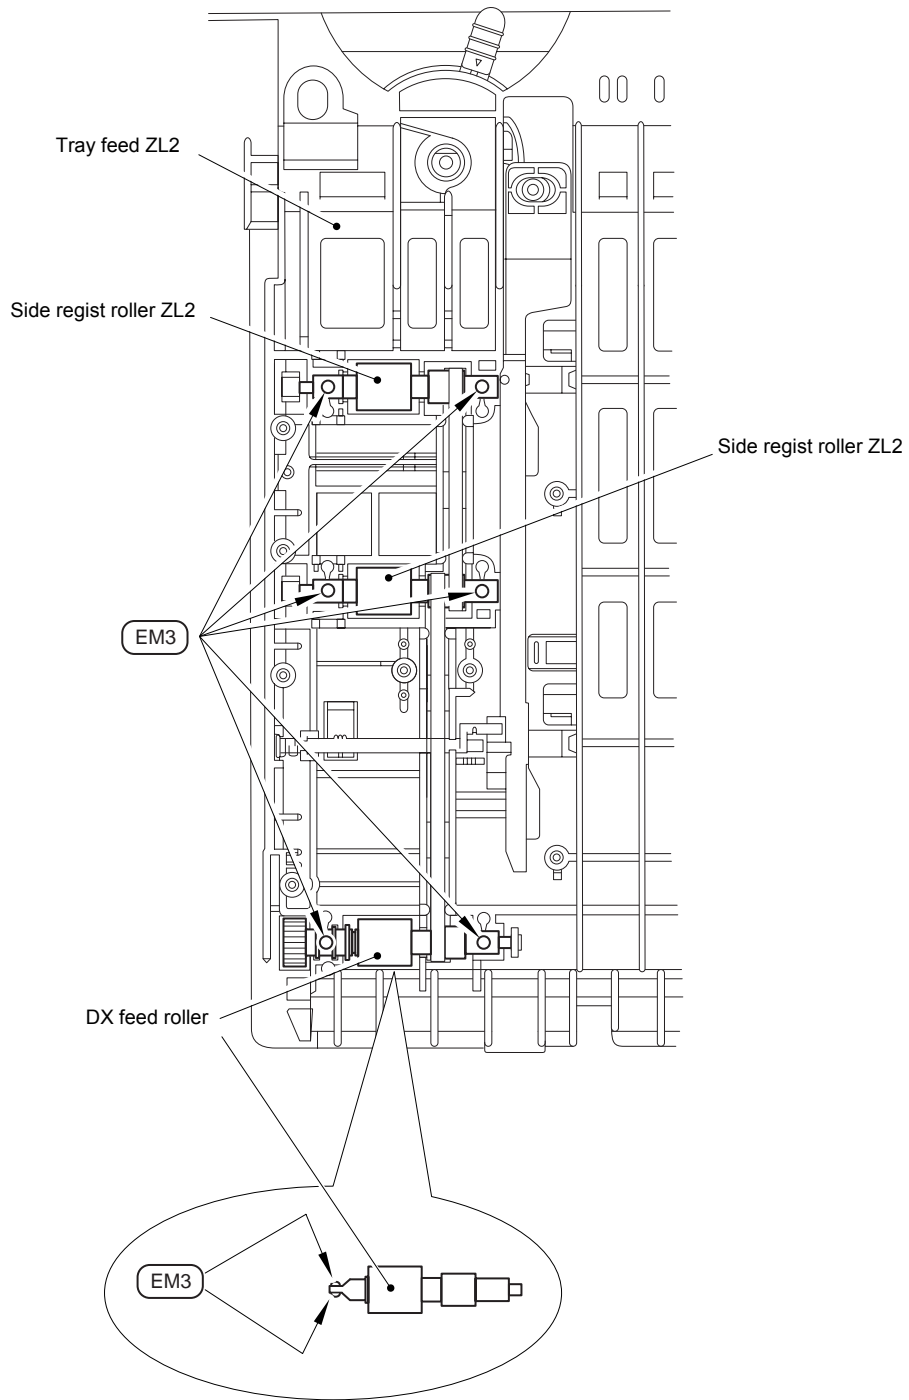 Tray feed ZL2
Side regist roller ZL2
Side regist roller ZL2
EM3
DX feed roller
EM3